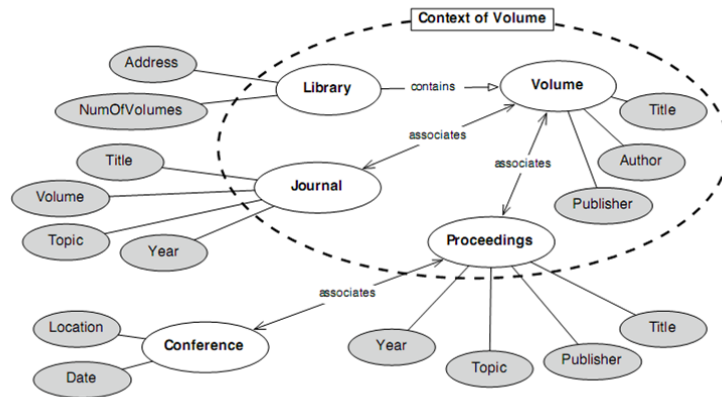 Context of Volume
Address
Library
contains
Volume
NumOfVolumes
Title
associates
Title
Author
associates
Volume
Journal
Publisher
Topic
Year
Proceedings
associates
Location
Conference
Year
Title
Date
Topic
Publisher